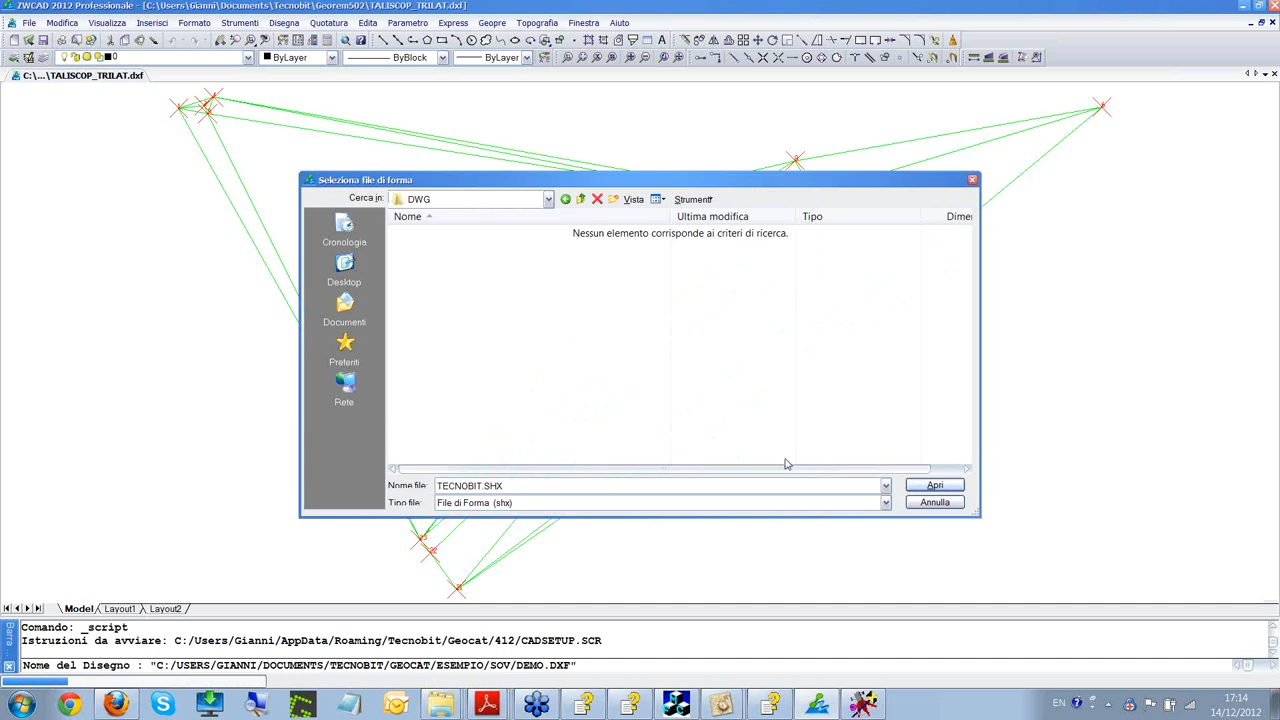 ZWCAD 2012 Professionale - [C:\Users\Gianni\Documents\Tecnobit\Georem502\TALISCOP_TRILAT.dxf]
File Modifica Visualizza Inserisci Formato Strumenti Disegna Quotatura Edita Parametro Express Geopre Topografia Finestra Aiuto
0 ByLayer ByBlock ByLayer
C:\...\TALISCOP_TRILAT.dxf
Seleziona file di forma
Cerca in: DWG Vista Strumenti
Nome Ultima modifica Tipo Dimer
Nessun elemento corrisponde ai criteri di ricerca.
Cronologia
Desktop
Documenti
Preferiti
Rete
Nome file: TECNOBIT.SHX Apri
Tipo file: File di Forma (shx) Annulla
Model Layout1 Layout2
Barra
Comando: _script
Istruzioni da avviare: C:/Users/Gianni/AppData/Roaming/Tecnobit/Geocat/412/CADSETUP.SCR
Nome del Disegno : "C:/USERS/GIANNI/DOCUMENTS/TECNOBIT/GEOCAT/ESEMPIO/SOV/DEMO.DXF"
EN 17:14
14/12/2012